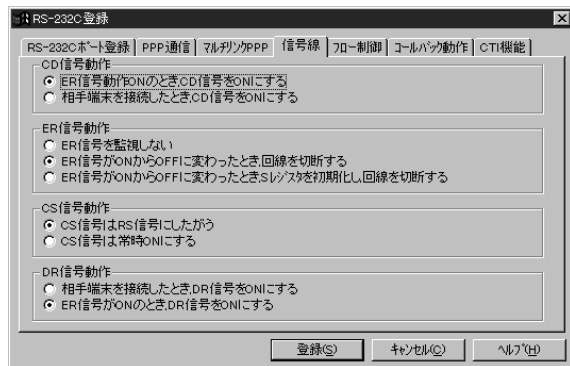 RS-232C登録
RS-232Cポート登録 PPP通信 マルチリンクPPP 信号線 フロー制御 コールバック動作 CTI機能
CD信号動作
ER信号動作ONのとき,CD信号をONにする
相手端末を接続したとき,CD信号をONにする
ER信号動作
ER信号を監視しない
ER信号がONからOFFに変わったとき,回線を切断する
ER信号がONからOFFに変わったとき,Sレジスタを初期化し,回線を切断する
CS信号動作
CS信号はRS信号にしたがう
CS信号は常時ONにする
DR信号動作
相手端末を接続したとき,DR信号をONにする
ER信号がONのとき,DR信号をONにする
登録(S) キャンセル(C) ヘルプ(H)